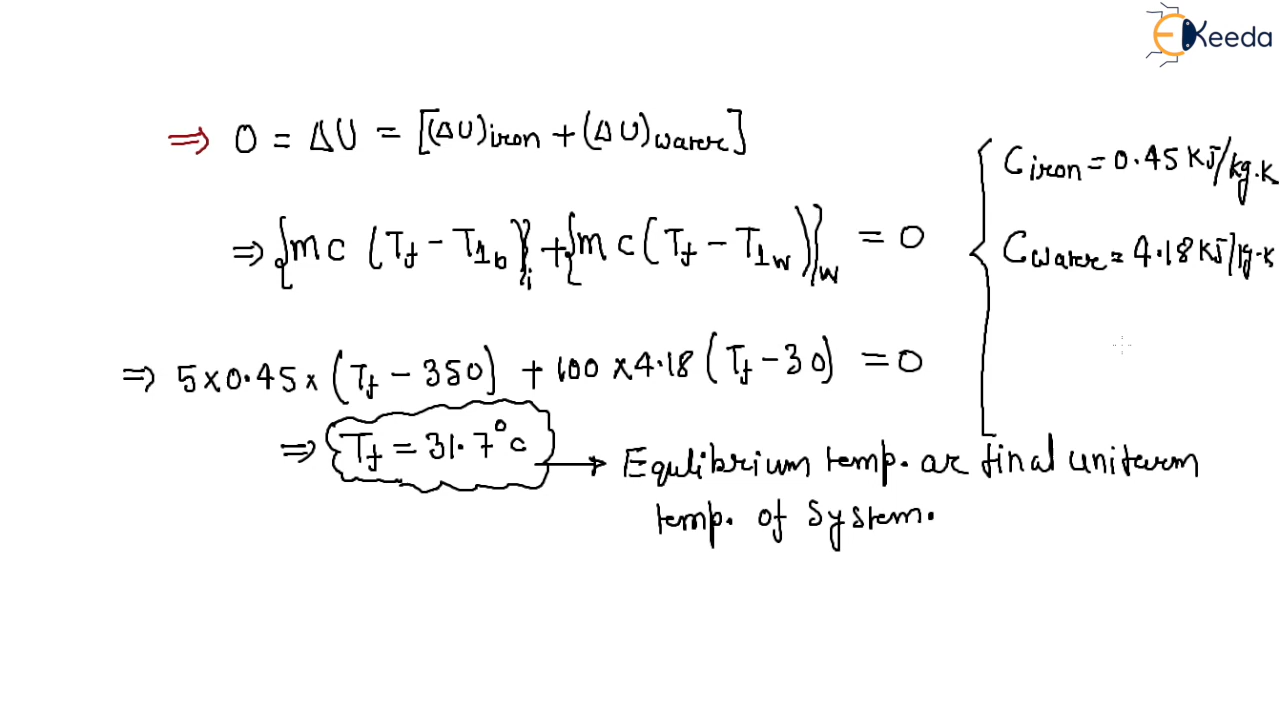 EKeeda
⇒ 0 = ΔU = [(ΔU)iron + (ΔU)water]
Ciron = 0.45 KJ/kg.K
⇒ {mc (Tf - T1b)}i + {mc (Tf - T1w)}w = 0
Cwater = 4.18 KJ/kg.K
⇒ 5 x 0.45 x (Tf - 350) + 100 x 4.18 (Tf - 30) = 0
⇒ Tf = 31.7°c → Equlibrium temp. or final uniform
temp. of System.